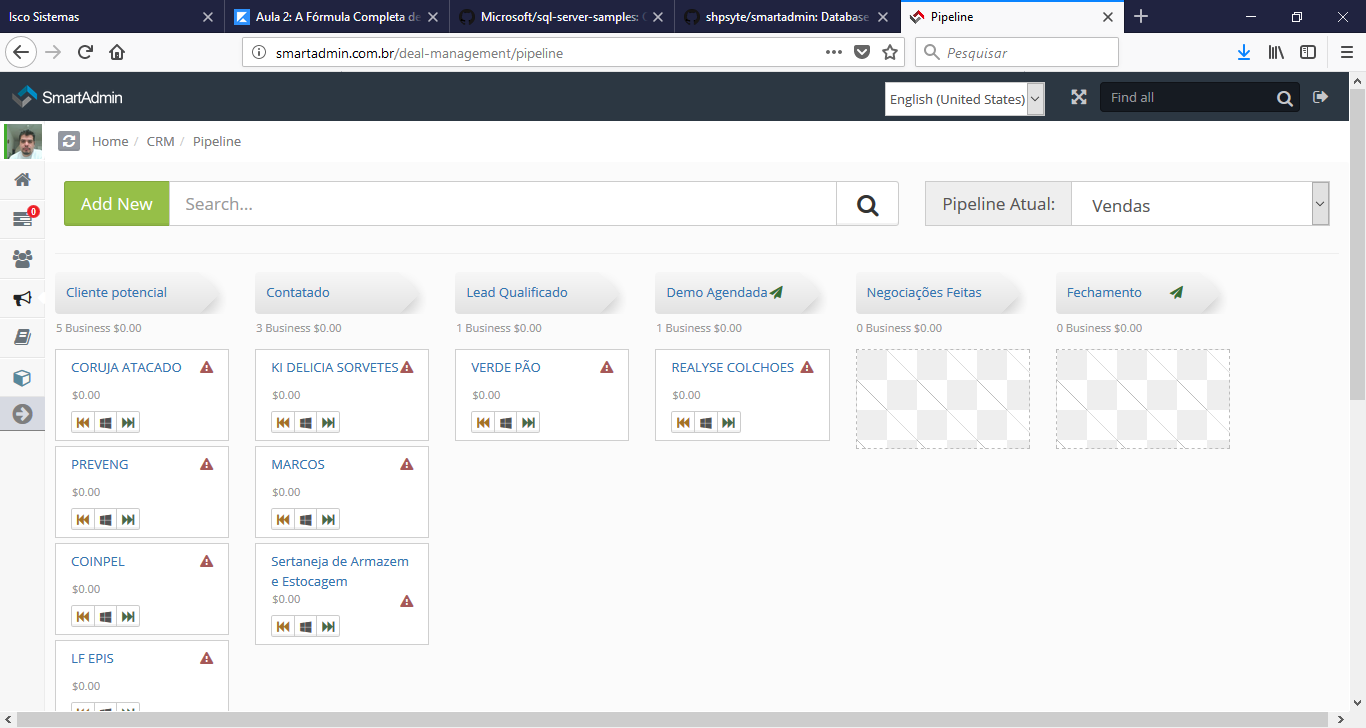 Isco Sistemas
Aula 2: A Fórmula Completa de
Microsoft/sql-server-samples:
shpsyte/smartadmin: Database
Pipeline
smartadmin.com.br/deal-management/pipeline
Pesquisar
SmartAdmin
English (United States)
Find all
Home / CRM / Pipeline
0
Add New
Search...
Pipeline Atual:
Vendas
Cliente potencial
Contatado
Lead Qualificado
Demo Agendada
Negociações Feitas
Fechamento
5 Business $0.00
3 Business $0.00
1 Business $0.00
1 Business $0.00
0 Business $0.00
0 Business $0.00
CORUJA ATACADO
$0.00
KI DELICIA SORVETES
$0.00
VERDE PÃO
$0.00
REALYSE COLCHOES
$0.00
PREVENG
$0.00
MARCOS
$0.00
COINPEL
$0.00
Sertaneja de Armazem
e Estocagem
$0.00
LF EPIS
$0.00